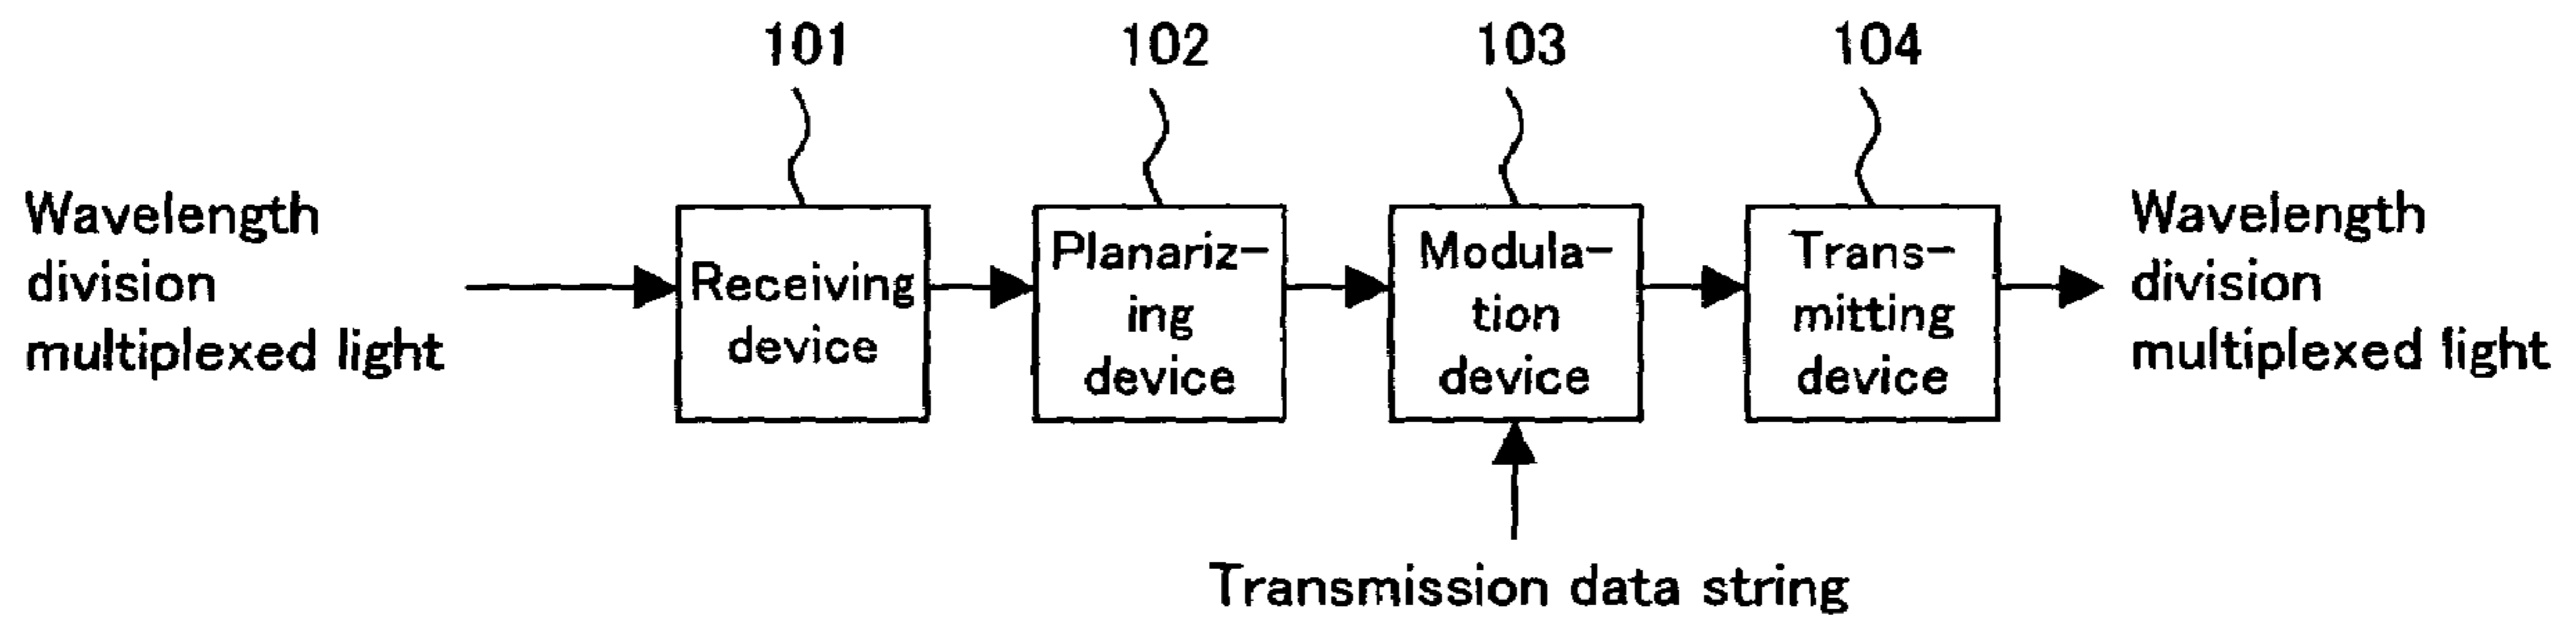 101
102
103
104
Wavelength
division
multiplexed light
Receiving
device
Planariz-
ing
device
Modula-
tion
device
Trans-
mitting
device
Wavelength
division
multiplexed light
Transmission data string